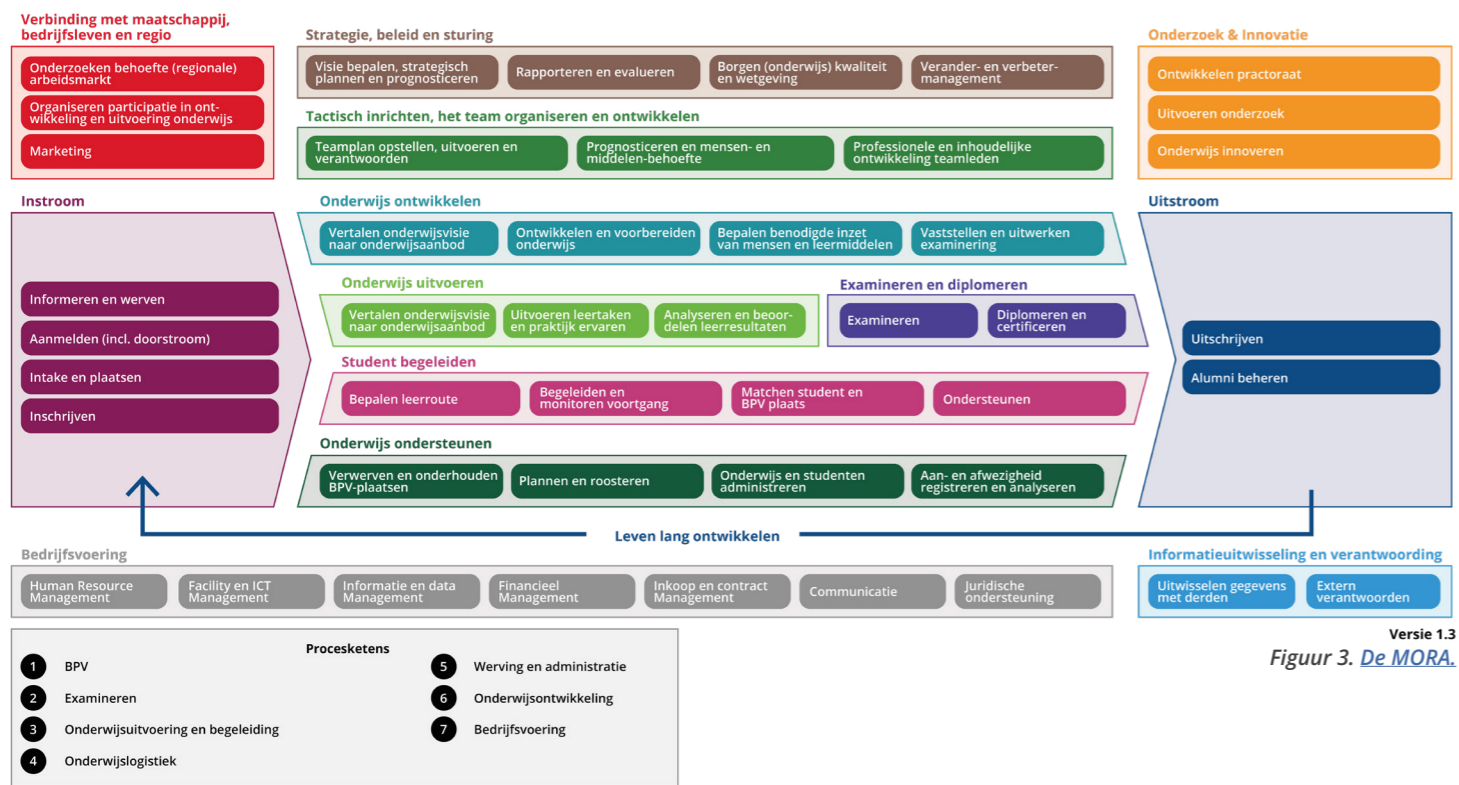 Verbinding met maatschappij,
bedrijfsleven en regio
Onderzoeken behoefte (regionale)
arbeidsmarkt
Organiseren participatie in ont-
wikkeling en uitvoering onderwijs
Marketing
Strategie, beleid en sturing
Visie bepalen, strategisch
plannen en prognosticeren
Rapporteren en evalueren
Borgen (onderwijs) kwaliteit
en wetgeving
Verander- en verbeter-
management
Tactisch inrichten, het team organiseren en ontwikkelen
Teamplan opstellen, uitvoeren en
verantwoorden
Prognosticeren en mensen- en
middelen-behoefte
Professionele en inhoudelijke
ontwikkeling teamleden
Onderzoek & Innovatie
Ontwikkelen practoraat
Uitvoeren onderzoek
Onderwijs innoveren
Instroom
Informeren en werven
Aanmelden (incl. doorstroom)
Intake en plaatsen
Inschrijven
Onderwijs ontwikkelen
Vertalen onderwijsvisie
naar onderwijsaanbod
Ontwikkelen en voorbereiden
onderwijs
Bepalen benodigde inzet
van mensen en leermiddelen
Vaststellen en uitwerken
examinering
Onderwijs uitvoeren
Vertalen onderwijsvisie
naar onderwijsaanbod
Uitvoeren leertaken
en praktijk ervaren
Analyseren en beoor-
delen leerresultaten
Examineren en diplomeren
Examineren
Diplomeren en
certificeren
Student begeleiden
Bepalen leerroute
Begeleiden en
monitoren voortgang
Matchen student en
BPV plaats
Ondersteunen
Onderwijs ondersteunen
Verwerven en onderhouden
BPV-plaatsen
Plannen en roosteren
Onderwijs en studenten
administreren
Aan- en afwezigheid
registreren en analyseren
Uitstroom
Uitschrijven
Alumni beheren
Leven lang ontwikkelen
Bedrijfsvoering
Human Resource
Management
Facility en ICT
Management
Informatie en data
Management
Financieel
Management
Inkoop en contract
Management
Communicatie
Juridische
ondersteuning
Informatieuitwisseling en verantwoording
Uitwisselen gegevens
met derden
Extern
verantwoorden
Versie 1.3
Figuur 3. De MORA.
Procesketens
1 BPV
2 Examineren
3 Onderwijsuitvoering en begeleiding
4 Onderwijslogistiek
5 Werving en administratie
6 Onderwijsontwikkeling
7 Bedrijfsvoering